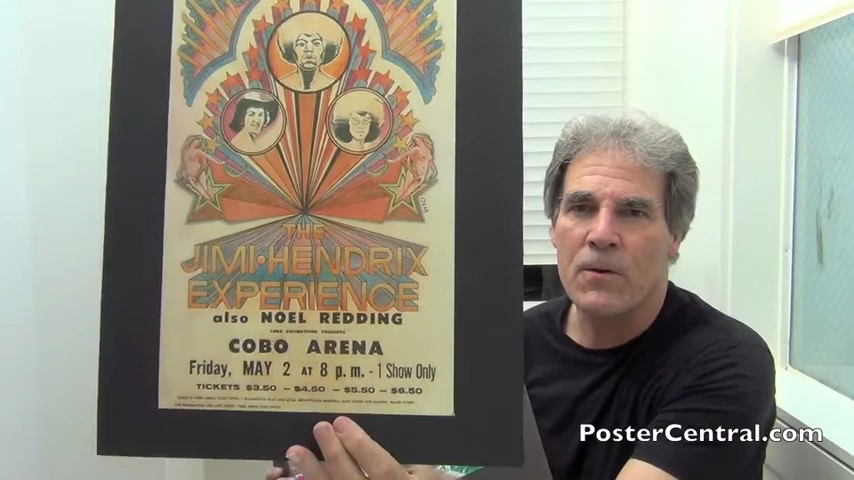 THE
JIMI·HENDRIX
EXPERIENCE
also NOEL REDDING
COBO ARENA
Friday, MAY 2 AT 8 p.m. - 1 Show Only
TICKETS $3.50 - $4.50 - $5.50 - $6.50
PosterCentral.com